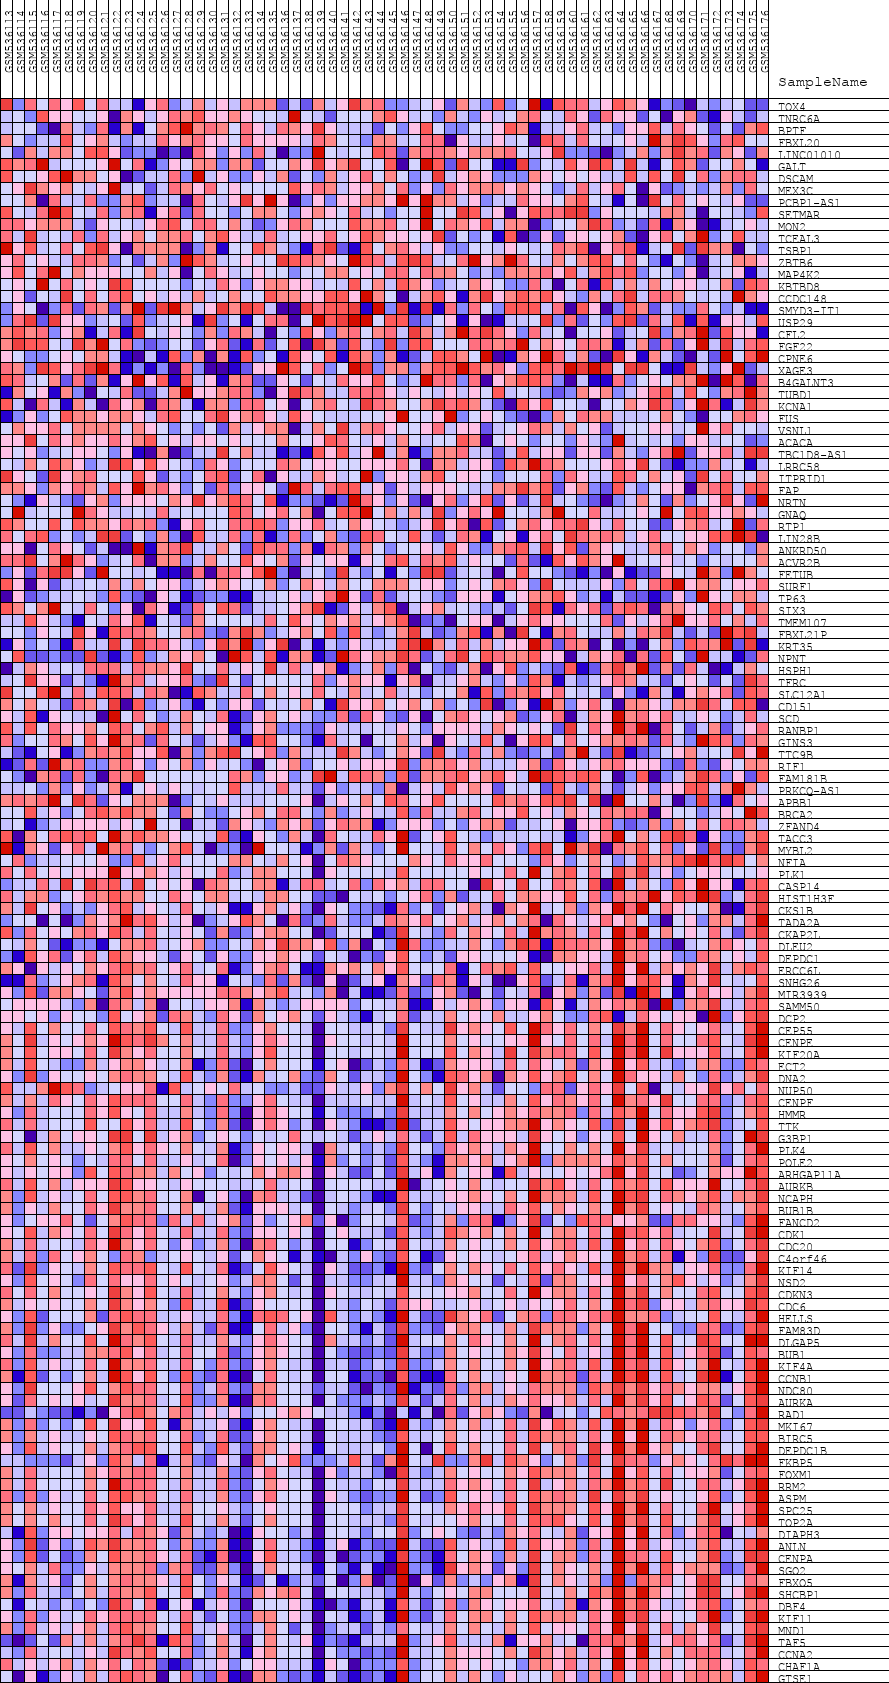 GSM536113
GSM536114
GSM536115
GSM536116
GSM536117
GSM536118
GSM536119
GSM536120
GSM536121
GSM536122
GSM536123
GSM536124
GSM536125
GSM536126
GSM536127
GSM536128
GSM536129
GSM536130
GSM536131
GSM536132
GSM536133
GSM536134
GSM536135
GSM536136
GSM536137
GSM536138
GSM536139
GSM536140
GSM536141
GSM536142
GSM536143
GSM536144
GSM536145
GSM536146
GSM536147
GSM536148
GSM536149
GSM536150
GSM536151
GSM536152
GSM536153
GSM536154
GSM536155
GSM536156
GSM536157
GSM536158
GSM536159
GSM536160
GSM536161
GSM536162
GSM536163
GSM536164
GSM536165
GSM536166
GSM536167
GSM536168
GSM536169
GSM536170
GSM536171
GSM536172
GSM536173
GSM536174
GSM536175
GSM536176
SampleName
TOX4
TNRC6A
BPTF
FBXL20
LINC01010
GALT
DSCAM
MEX3C
PCBP1-AS1
SETMAR
MON2
TCEAL3
TSBP1
ZBTB6
MAP4K2
KBTBD8
CCDC148
SMYD3-IT1
USP29
CFL2
FGF22
CPNE6
XAGE3
B4GALNT3
TUBD1
KCNA1
FUS
VSNL1
ACACA
TBC1D8-AS1
LRRC58
ITPRID1
FAP
NRTN
GNAQ
RTP1
LIN28B
ANKRD50
ACVR2B
FETUB
SURF1
TP63
SIX3
TMEM107
FBXL21P
KRT35
NPNT
HSPH1
TFRC
SLC12A1
CD151
SCD
RANBP1
GINS3
TTC9B
RIF1
FAM181B
PRKCQ-AS1
APBB1
BRCA2
ZFAND4
TACC3
MYBL2
NFIA
PLK1
CASP14
HIST1H3F
CKS1B
TADA2A
CKAP2L
DLEU2
DEPDC1
ERCC6L
SNHG26
MIR3939
SAMM50
DCP2
CEP55
CENPE
KIF20A
ECT2
DNA2
NUP50
CENPF
HMMR
TTK
G3BP1
PLK4
POLE2
ARHGAP11A
AURKB
NCAPH
BUB1B
FANCD2
CDK1
CDC20
C4orf46
KIF14
NSD2
CDKN3
CDC6
HELLS
FAM83D
DLGAP5
BUB1
KIF4A
CCNB1
NDC80
AURKA
RAD1
MKI67
BIRC5
DEPDC1B
FKBP5
FOXM1
RRM2
ASPM
SPC25
TOP2A
DIAPH3
ANLN
CENPA
SGO2
FBXO5
SHCBP1
DBF4
KIF11
MND1
TAF5
CCNA2
CHAF1A
GTSE1